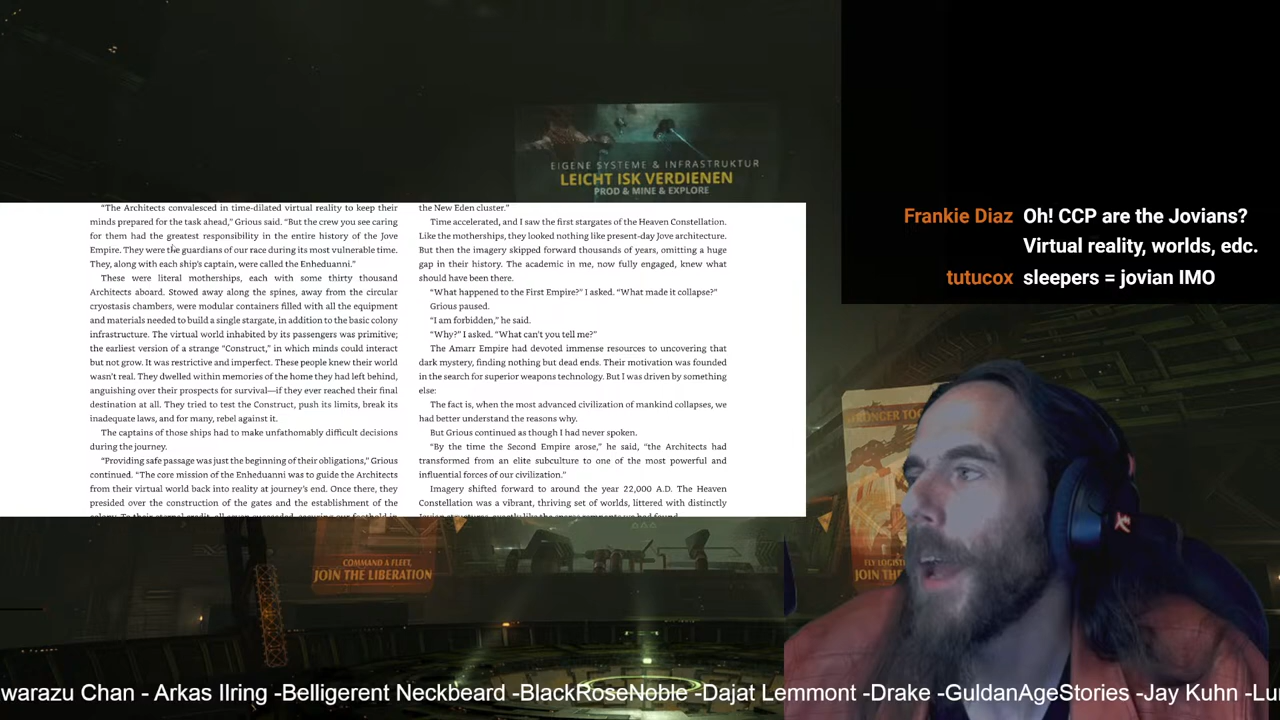 EIGENE SYSTEME & INFRASTRUKTUR
LEICHT ISK VERDIENEN
PROD & MINE & EXPLORE
“The Architects convalesced in time-dilated virtual reality to keep their
minds prepared for the task ahead,” Grious said. “But the crew you see caring
for them had the greatest responsibility in the entire history of the Jove
Empire. They were the guardians of our race during its most vulnerable time.
They, along with each ship’s captain, were called the Enheduanni.”
These were literal motherships, each with some thirty thousand
Architects aboard. Stowed away along the spines, away from the circular
cryostasis chambers, were modular containers filled with all the equipment
and materials needed to build a single stargate, in addition to the basic colony
infrastructure. The virtual world inhabited by its passengers was primitive;
the earliest version of a strange “Construct,” in which minds could interact
but not grow. It was restrictive and imperfect. These people knew their world
wasn’t real. They dwelled within memories of the home they had left behind,
anguishing over their prospects for survival—if they ever reached their final
destination at all. They tried to test the Construct, push its limits, break its
inadequate laws, and for many, rebel against it.
The captains of those ships had to make unfathomably difficult decisions
during the journey.
“Providing safe passage was just the beginning of their obligations,” Grious
continued. “The core mission of the Enheduanni was to guide the Architects
from their virtual world back into reality at journey’s end. Once there, they
presided over the construction of the gates and the establishment of the
the New Eden cluster.”
Time accelerated, and I saw the first stargates of the Heaven Constellation.
Like the motherships, they looked nothing like present-day Jove architecture.
But then the imagery skipped forward thousands of years, omitting a huge
gap in their history. The academic in me, now fully engaged, knew what
should have been there.
“What happened to the First Empire?” I asked. “What made it collapse?”
Grious paused.
“I am forbidden,” he said.
“Why?” I asked. “What can’t you tell me?”
The Amarr Empire had devoted immense resources to uncovering that
dark mystery, finding nothing but dead ends. Their motivation was founded
in the search for superior weapons technology. But I was driven by something
else:
The fact is, when the most advanced civilization of mankind collapses, we
had better understand the reasons why.
But Grious continued as though I had never spoken.
“By the time the Second Empire arose,” he said, “the Architects had
transformed from an elite subculture to one of the most powerful and
influential forces of our civilization.”
Imagery shifted forward to around the year 22,000 A.D. The Heaven
Constellation was a vibrant, thriving set of worlds, littered with distinctly
Frankie Diaz Oh! CCP are the Jovians?
Virtual reality, worlds, edc.
tutucox sleepers = jovian IMO
COMMAND A FLEET,
JOIN THE LIBERATION
STRONGER TOG
FLY LOGIST
JOIN THE
warazu Chan - Arkas Ilring -Belligerent Neckbeard -BlackRoseNoble -Dajat Lemmont -Drake -GuldanAgeStories -Jay Kuhn -Lu